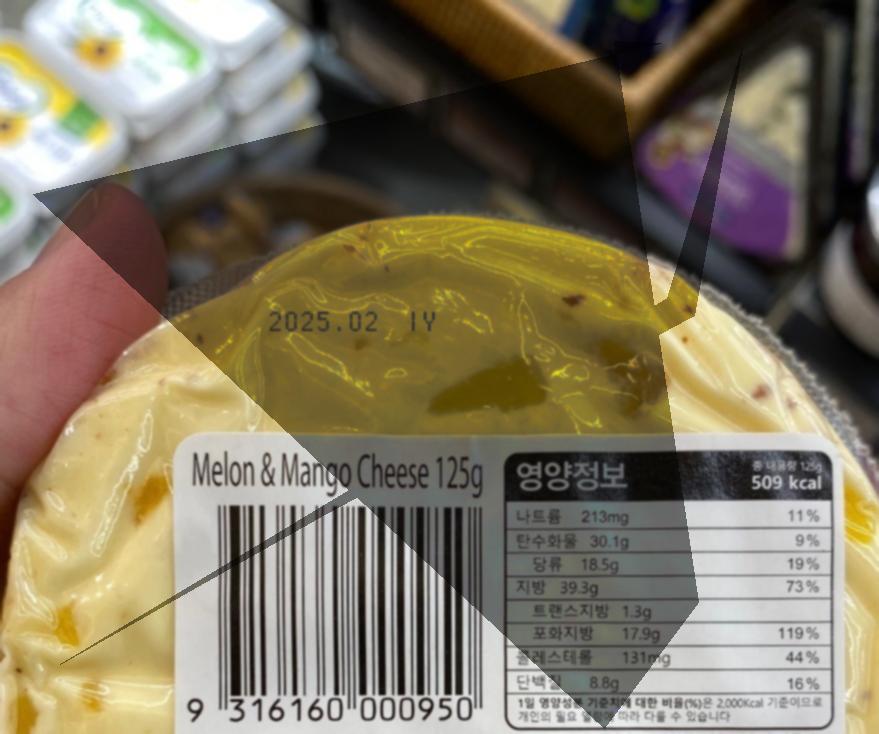 2025.02 IY
Melon & Mango Cheese 125g
9 316160 000950
영양정보 총 내용량 125g
509 kcal
나트륨 213mg 11%
탄수화물 30.1g 9%
당류 18.5g 19%
지방 39.3g 73%
트랜스지방 1.3g
포화지방 17.9g 119%
콜레스테롤 131mg 44%
단백질 8.8g 16%
1일 영양성분 기준치에 대한 비율(%)은 2,000Kcal 기준이므로
개인의 필요 열량에 따라 다를 수 있습니다